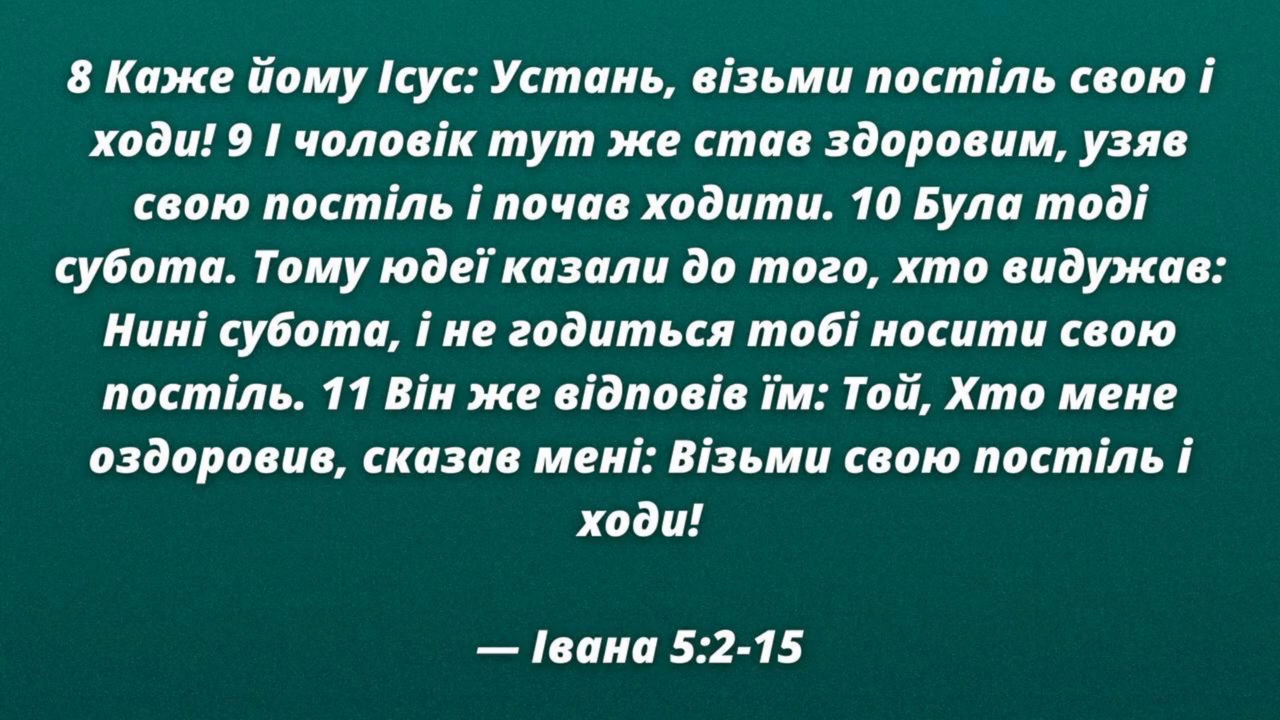 8 Каже йому Ісус: Устань, візьми постіль свою і
ходи! 9 І чоловік тут же став здоровим, узяв
свою постіль і почав ходити. 10 Була тоді
субота. Тому юдеї казали до того, хто видужав:
Нині субота, і не годиться тобі носити свою
постіль. 11 Він же відповів їм: Той, Хто мене
оздоровив, сказав мені: Візьми свою постіль і
ходи!
— Івана 5:2-15